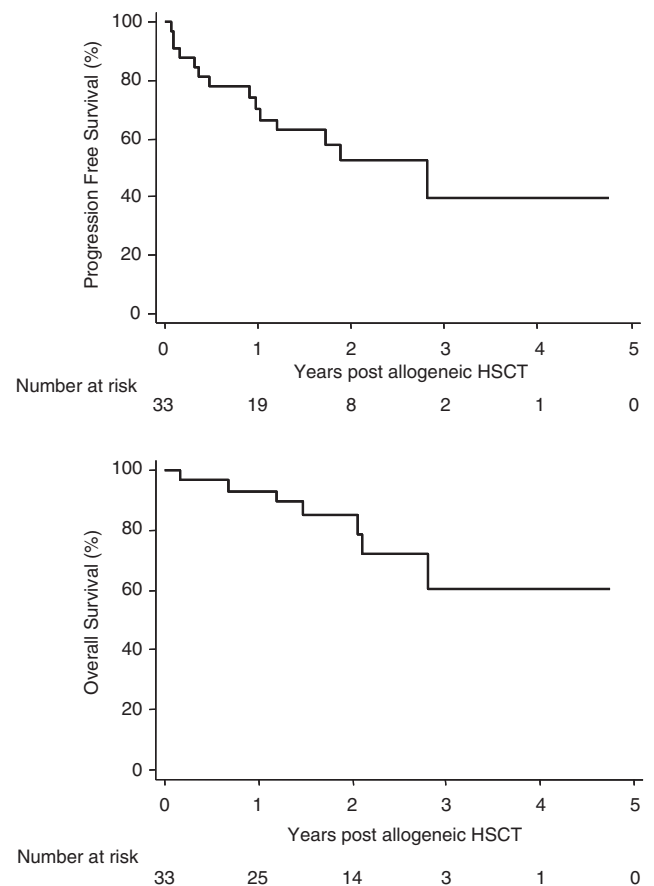 Progression Free Survival (%)
100
80
60
40
20
0
0 1 2 3 4 5
Years post allogeneic HSCT
Number at risk
33 19 8 2 1 0
Overall Survival (%)
100
80
60
40
20
0
0 1 2 3 4 5
Years post allogeneic HSCT
Number at risk
33 25 14 3 1 0